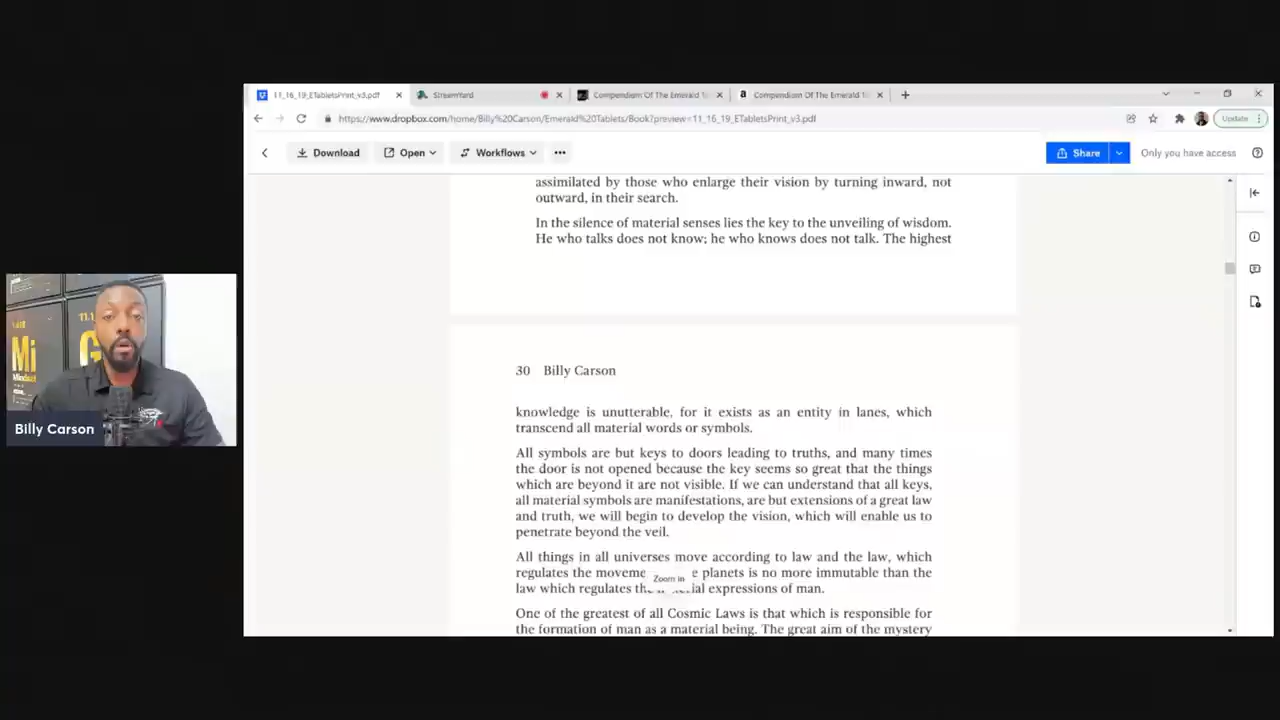 11_16_19_ETabletsPrint_v3.pdf
StreamYard
Compendium Of The Emerald
Compendium Of The Emerald
https://www.dropbox.com/home/Billy%20Carson/Emerald%20Tablets/Book?preview=11_16_19_ETabletsPrint_v3.pdf
Update
Download
Open
Workflows
Share
Only you have access
assimilated by those who enlarge their vision by turning inward, not
outward, in their search.
In the silence of material senses lies the key to the unveiling of wisdom.
He who talks does not know; he who knows does not talk. The highest
30 Billy Carson
knowledge is unutterable, for it exists as an entity in lanes, which
transcend all material words or symbols.
All symbols are but keys to doors leading to truths, and many times
the door is not opened because the key seems so great that the things
which are beyond it are not visible. If we can understand that all keys,
all material symbols are manifestations, are but extensions of a great law
and truth, we will begin to develop the vision, which will enable us to
penetrate beyond the veil.
All things in all universes move according to law and the law, which
regulates the moveme Zoom in e planets is no more immutable than the
law which regulates the ial expressions of man.
One of the greatest of all Cosmic Laws is that which is responsible for
the formation of man as a material being. The great aim of the mystery
Mi
G
11.1
Billy Carson